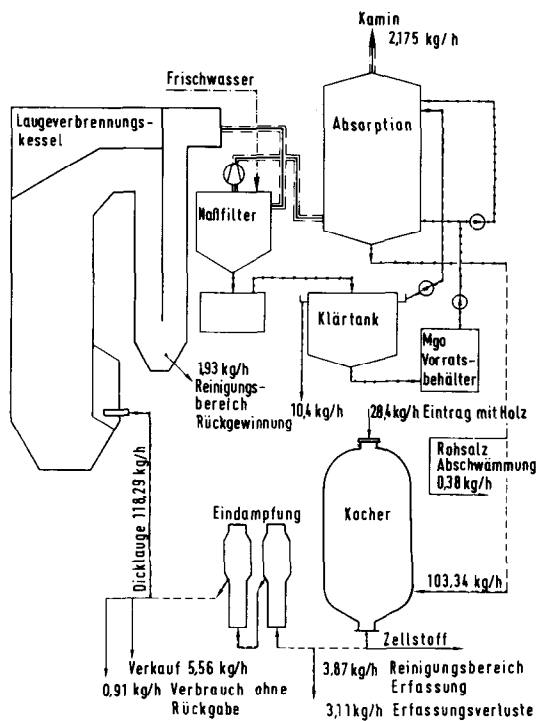 Kamin
2,175 kg/h
Frischwasser
Laugeverbrennungs-
kessel
Absorption
Naßfilter
Klärtank
Mgo
Vorrats-
behälter
1,93 kg/h
Reinigungs-
bereich
Rückgewinnung
10,4 kg/h
28,4 kg/h Eintrag mit Holz
Rohsalz
Abschwämmung
0,38 kg/h
Dicklauge 118,29 kg/h
Eindampfung
Kocher
103,34 kg/h
Zellstoff
Verkauf 5,56 kg/h
0,91 kg/h Verbrauch ohne
Rückgabe
3,87 kg/h Reinigungsbereich
Erfassung
3,11 kg/h Erfassungsverluste